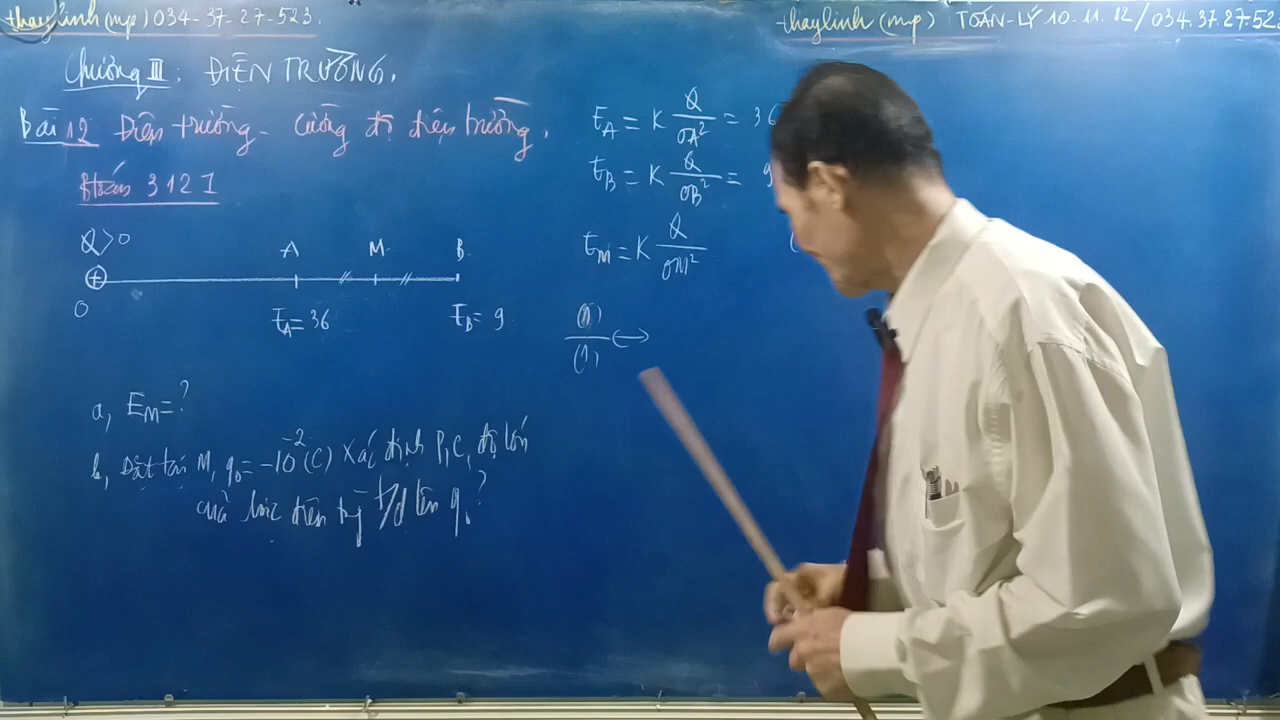 thaylinh (mp) 034-37-27-523.
thaylinh (mp) TOÁN-LÝ 10-11-12/034.37.27.52
Chương III: ĐIỆN TRƯỜNG.
Bài 12 Điện trường - Cường độ điện trường.
Btoán 3121
Q>0
A M B
+
O
E_A=36 E_B=9
a, E_M=?
b, Đặt tại M, q₀=-10⁻²(C) Xác định P,C, độ lớn
của lực điện trg t/d lên q₀?
E_A = K Q/OA² = 36
E_B = K Q/OB² = 9
E_M = K Q/OM²
(1)/(1) ↔